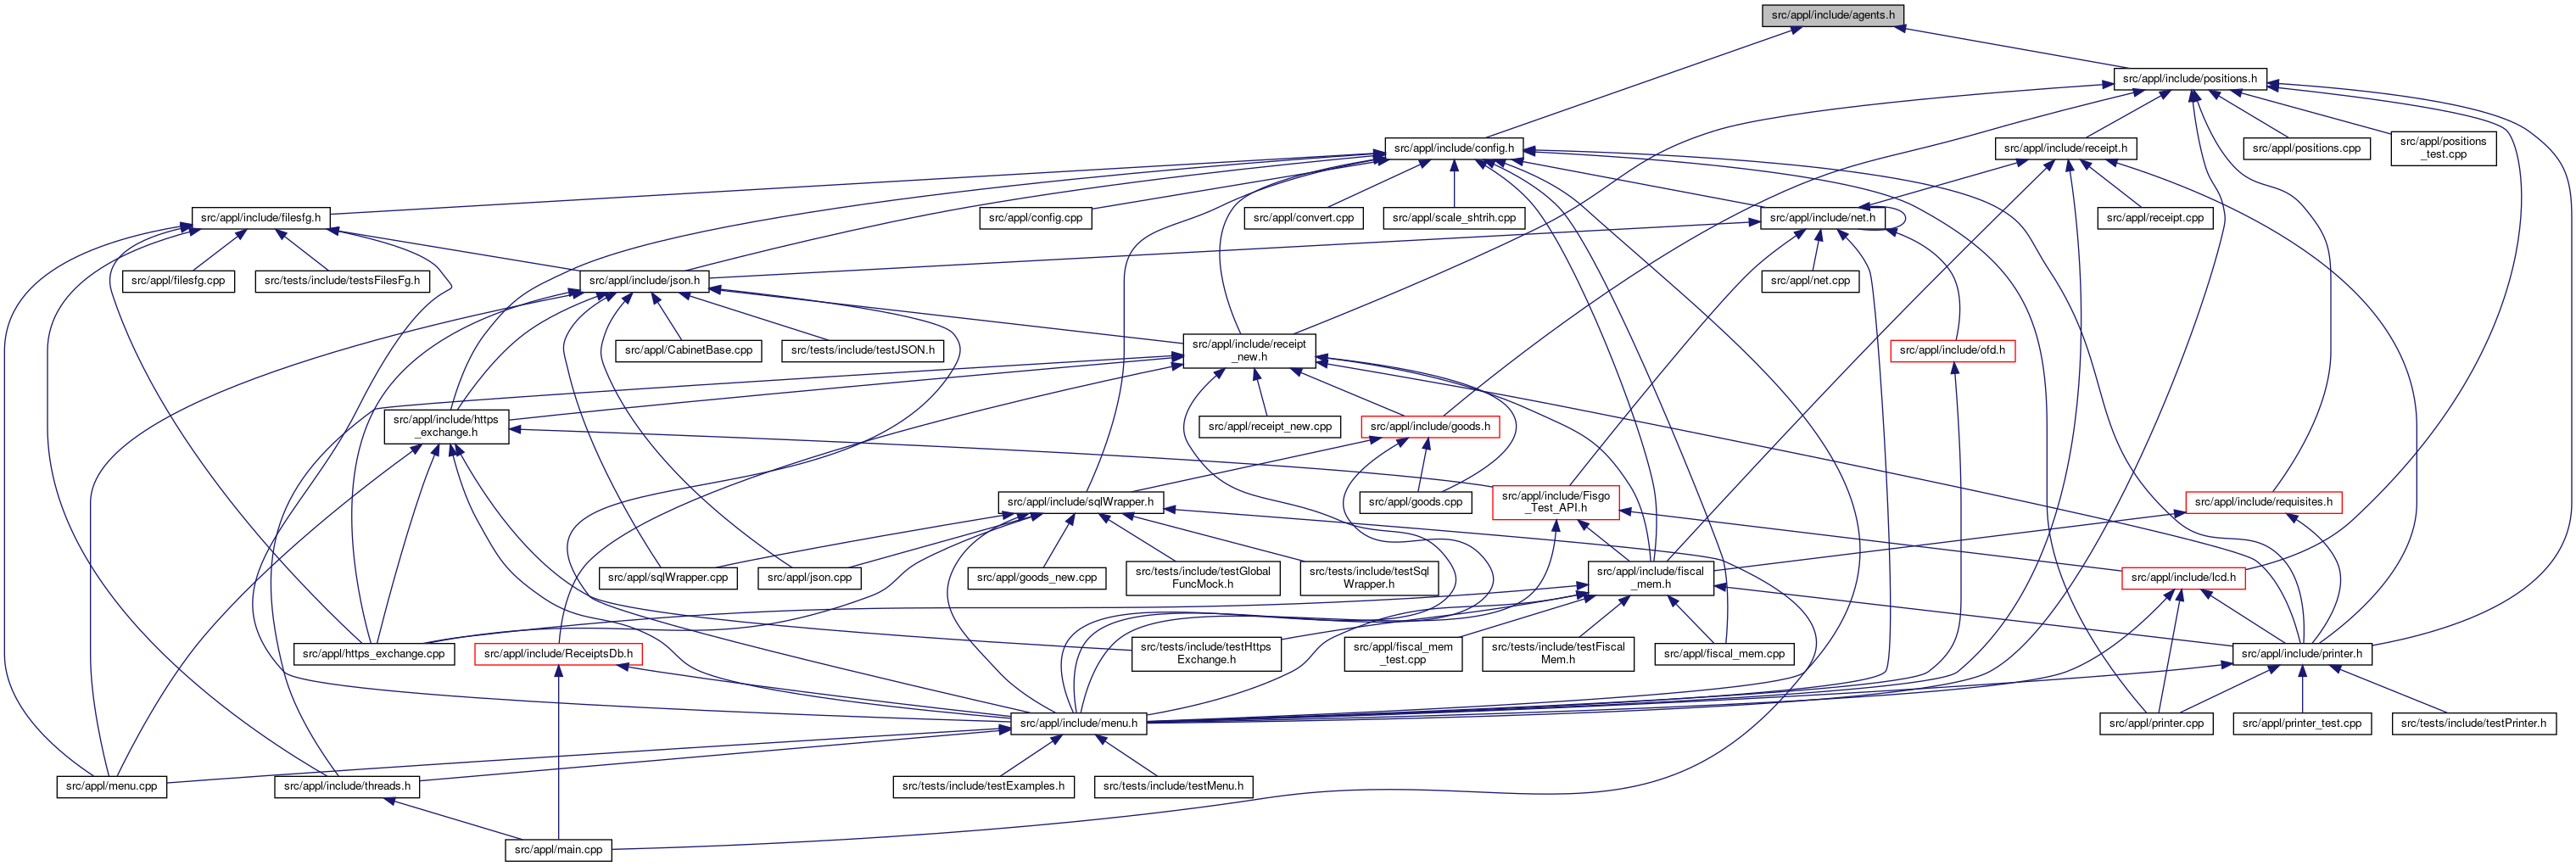 src/appl/include/agents.h
src/appl/include/positions.h
src/appl/include/config.h
src/appl/include/receipt.h
src/appl/positions.cpp
src/appl/positions
_test.cpp
src/appl/include/filesfg.h
src/appl/config.cpp
src/appl/convert.cpp
src/appl/scale_shtrih.cpp
src/appl/include/net.h
src/appl/receipt.cpp
src/appl/filesfg.cpp
src/tests/include/testsFilesFg.h
src/appl/include/json.h
src/appl/net.cpp
src/appl/CabinetBase.cpp
src/tests/include/testJSON.h
src/appl/include/receipt
_new.h
src/appl/include/ofd.h
src/appl/include/https
_exchange.h
src/appl/receipt_new.cpp
src/appl/include/goods.h
src/appl/include/sqlWrapper.h
src/appl/goods.cpp
src/appl/include/Fisgo
_Test_API.h
src/appl/include/requisites.h
src/appl/sqlWrapper.cpp
src/appl/json.cpp
src/appl/goods_new.cpp
src/tests/include/testGlobal
FuncMock.h
src/tests/include/testSql
Wrapper.h
src/appl/include/fiscal
_mem.h
src/appl/include/lcd.h
src/appl/https_exchange.cpp
src/appl/include/ReceiptsDb.h
src/tests/include/testHttps
Exchange.h
src/appl/fiscal_mem
_test.cpp
src/tests/include/testFiscal
Mem.h
src/appl/fiscal_mem.cpp
src/appl/include/printer.h
src/appl/include/menu.h
src/appl/printer.cpp
src/appl/printer_test.cpp
src/tests/include/testPrinter.h
src/appl/menu.cpp
src/appl/include/threads.h
src/tests/include/testExamples.h
src/tests/include/testMenu.h
src/appl/main.cpp